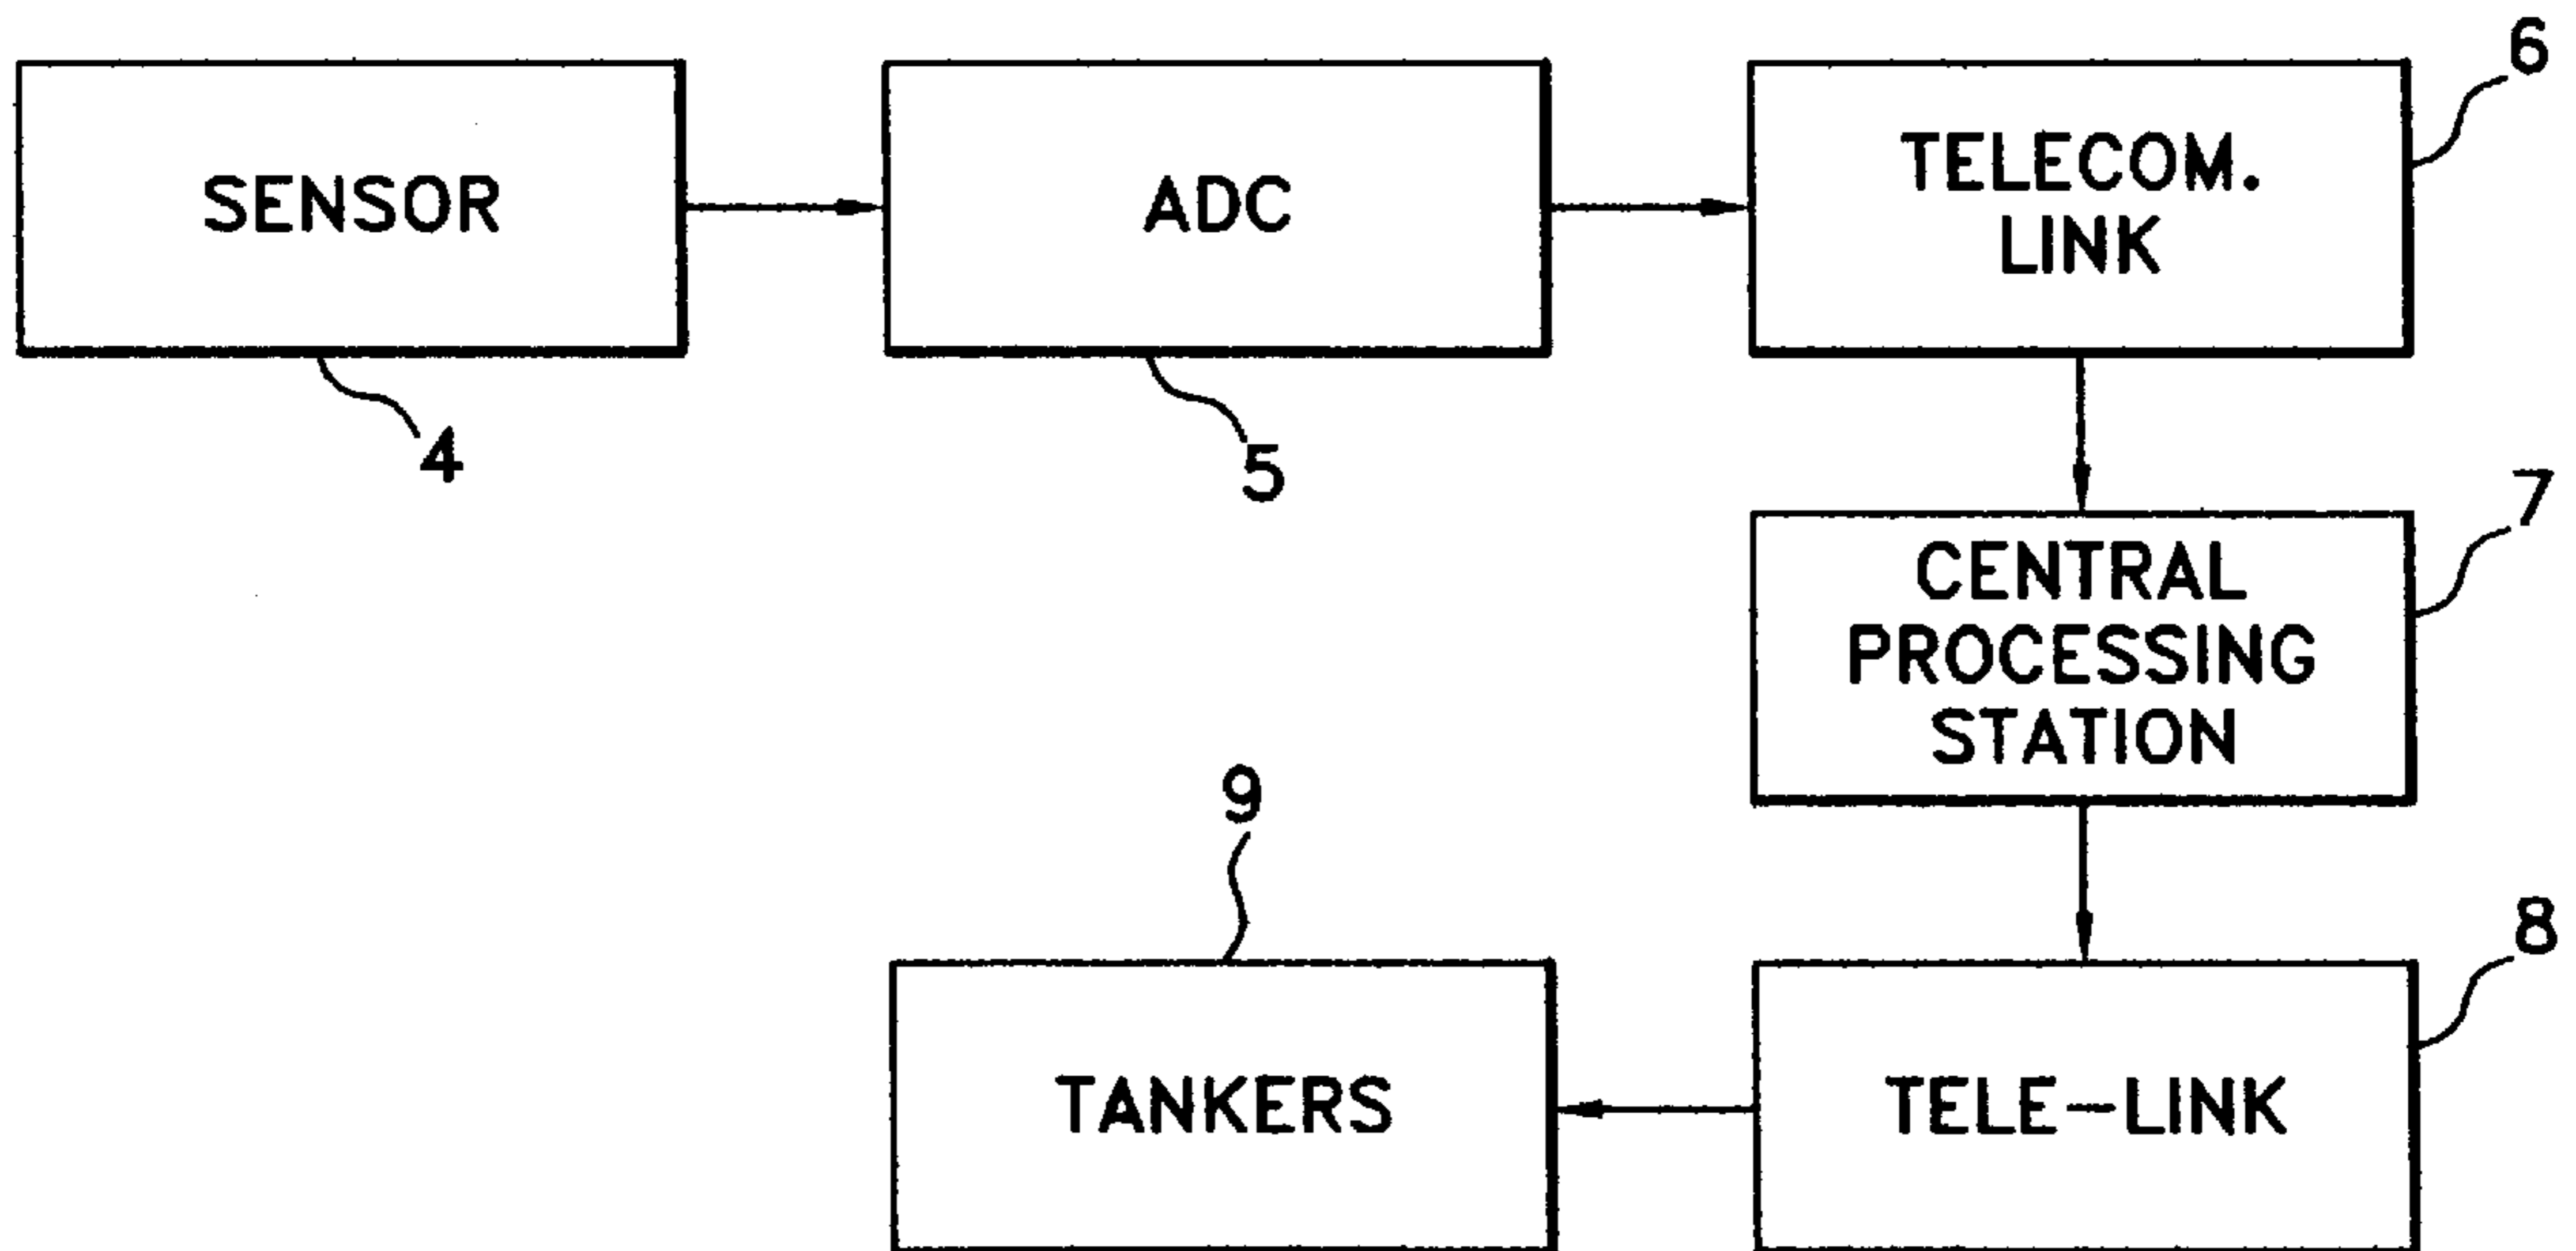 6
SENSOR
ADC
TELECOM.
LINK
4
5
7
CENTRAL
PROCESSING
STATION
9
8
TANKERS
TELE-LINK